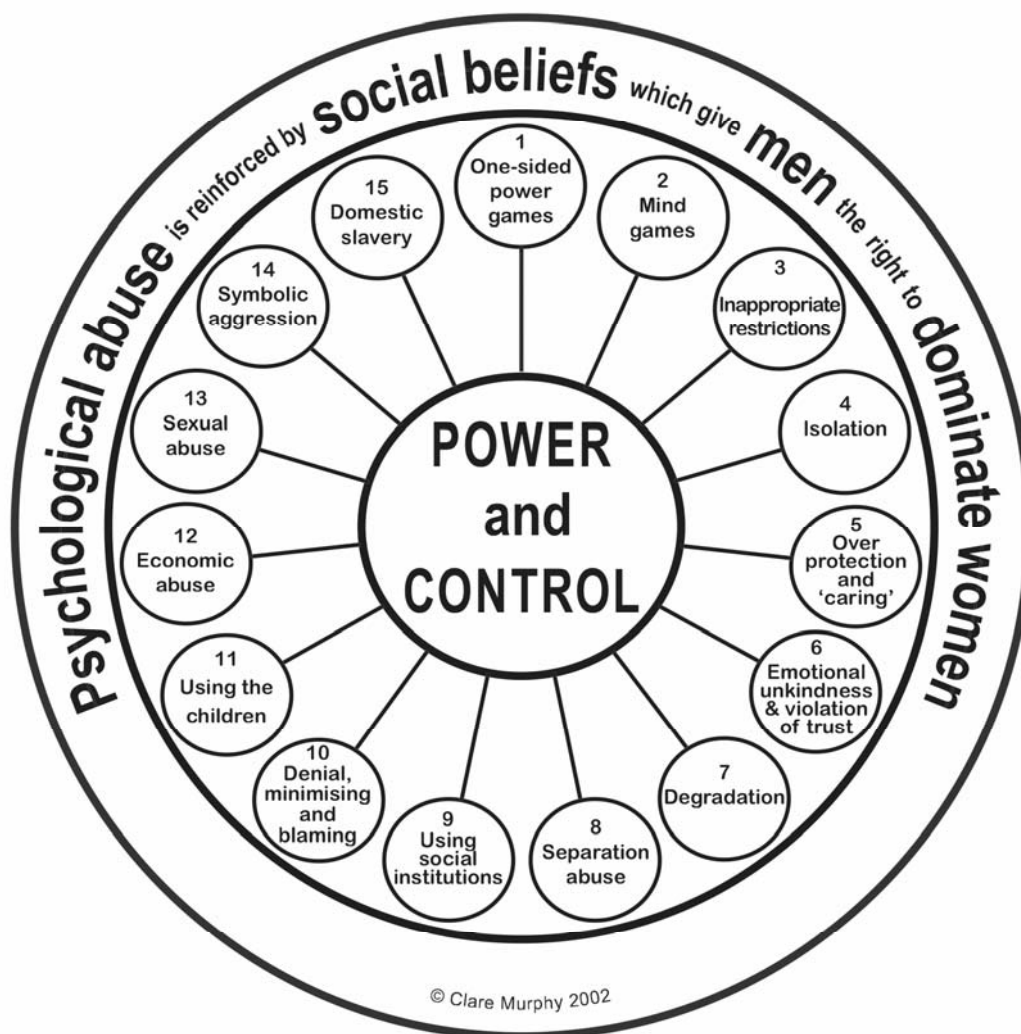 Psychological abuse is reinforced by social beliefs which give men the right to dominate women
1
One-sided
power
games
2
Mind
games
3
Inappropriate
restrictions
4
Isolation
5
Over
protection
and
‘caring’
6
Emotional
unkindness
& violation
of trust
7
Degradation
8
Separation
abuse
9
Using
social
institutions
10
Denial,
minimising
and
blaming
11
Using the
children
12
Economic
abuse
13
Sexual
abuse
14
Symbolic
aggression
15
Domestic
slavery
POWER
and
CONTROL
© Clare Murphy 2002